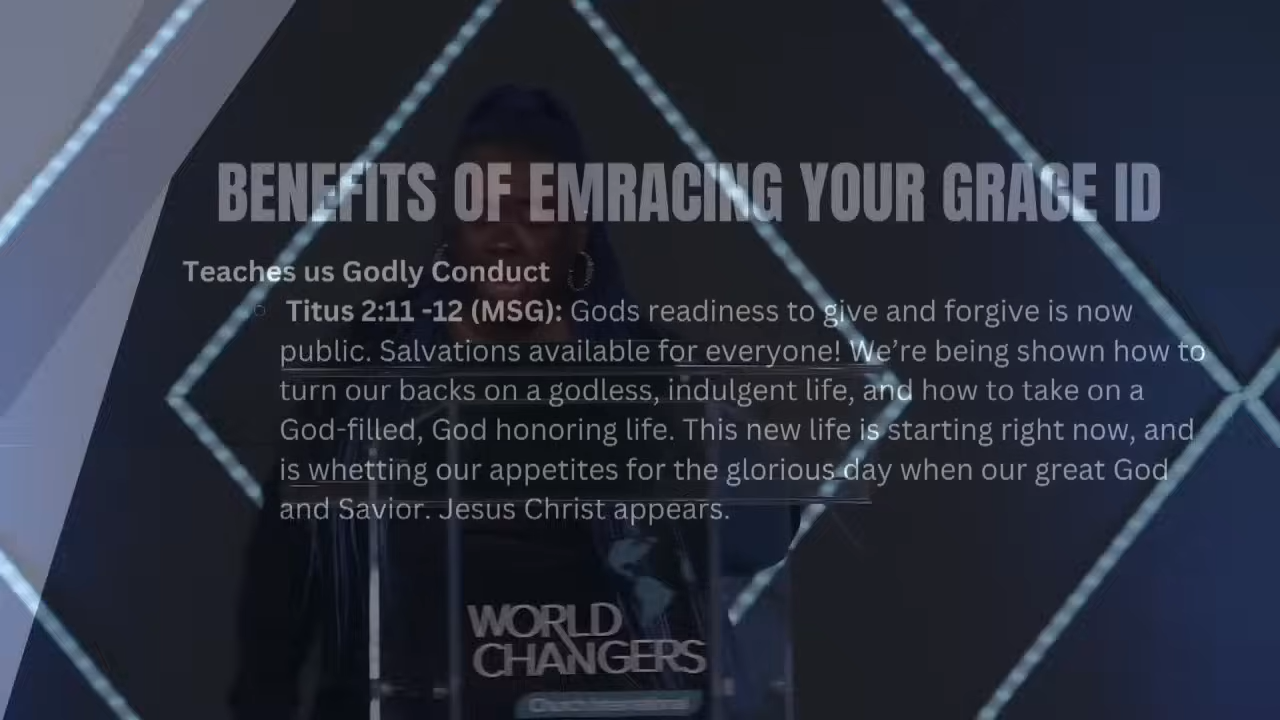 BENEFITS OF EMRACING YOUR GRACE ID
Teaches us Godly Conduct
Titus 2:11 -12 (MSG): Gods readiness to give and forgive is now
public. Salvations available for everyone! We’re being shown how to
turn our backs on a godless, indulgent life, and how to take on a
God-filled, God honoring life. This new life is starting right now, and
is whetting our appetites for the glorious day when our great God
and Savior. Jesus Christ appears.
WORLD
CHANGERS
Church International